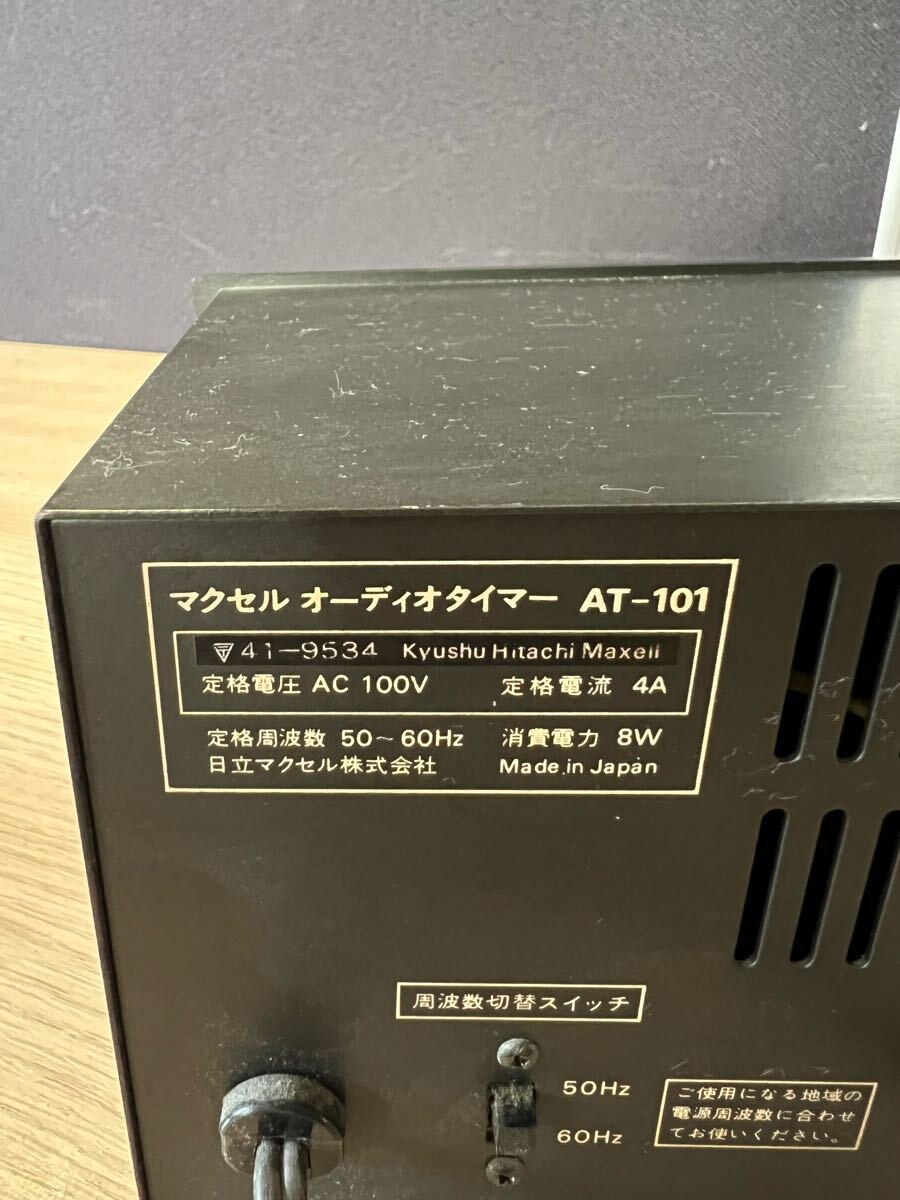 マクセル オーディオタイマー AT-101
41-9534 Kyushu Hitachi Maxell
定格電圧 AC 100V 定格電流 4A
定格周波数 50~60Hz 消費電力 8W
日立マクセル株式会社 Made in Japan
周波数切替スイッチ
50Hz
60Hz
ご使用になる地域の
電源周波数に合わせ
てお使いください。